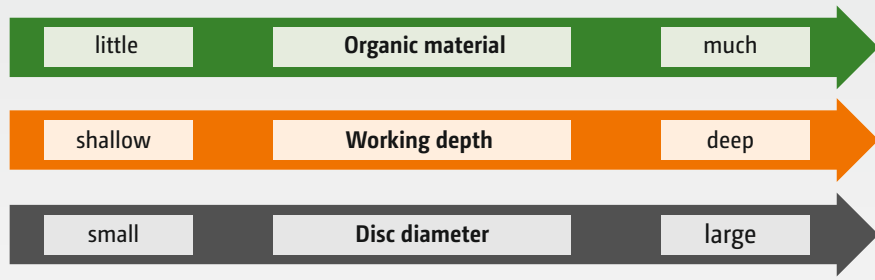 little Organic material much
shallow Working depth deep
small Disc diameter large